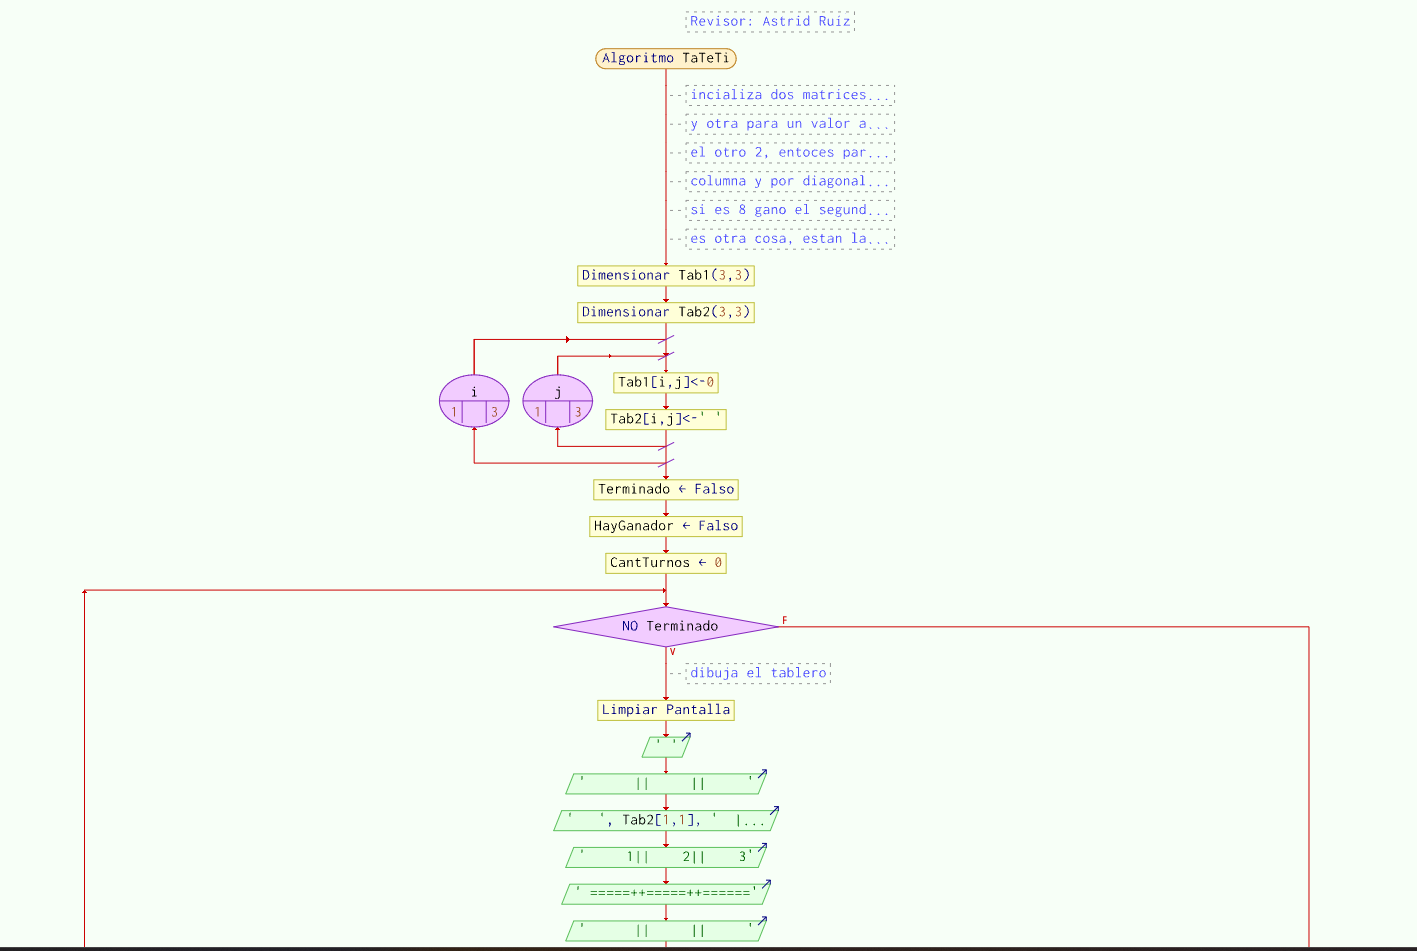 Revisor: Astrid Ruiz
Algoritmo TaTeTi
incializa dos matrices...
y otra para un valor a...
el otro 2, entoces par...
columna y por diagonal...
si es 8 gano el segund...
es otra cosa, estan la...
Dimensionar Tab1(3,3)
Dimensionar Tab2(3,3)
i
1 3
j
1 3
Tab1[i,j]<-0
Tab2[i,j]<-' '
Terminado ← Falso
HayGanador ← Falso
CantTurnos ← 0
NO Terminado
F
V
dibuja el tablero
Limpiar Pantalla
' '
'      ||     ||     '
'   ', Tab2[1,1], '  |...
'     1||    2||    3'
' =====++=====++======'
'      ||     ||     '